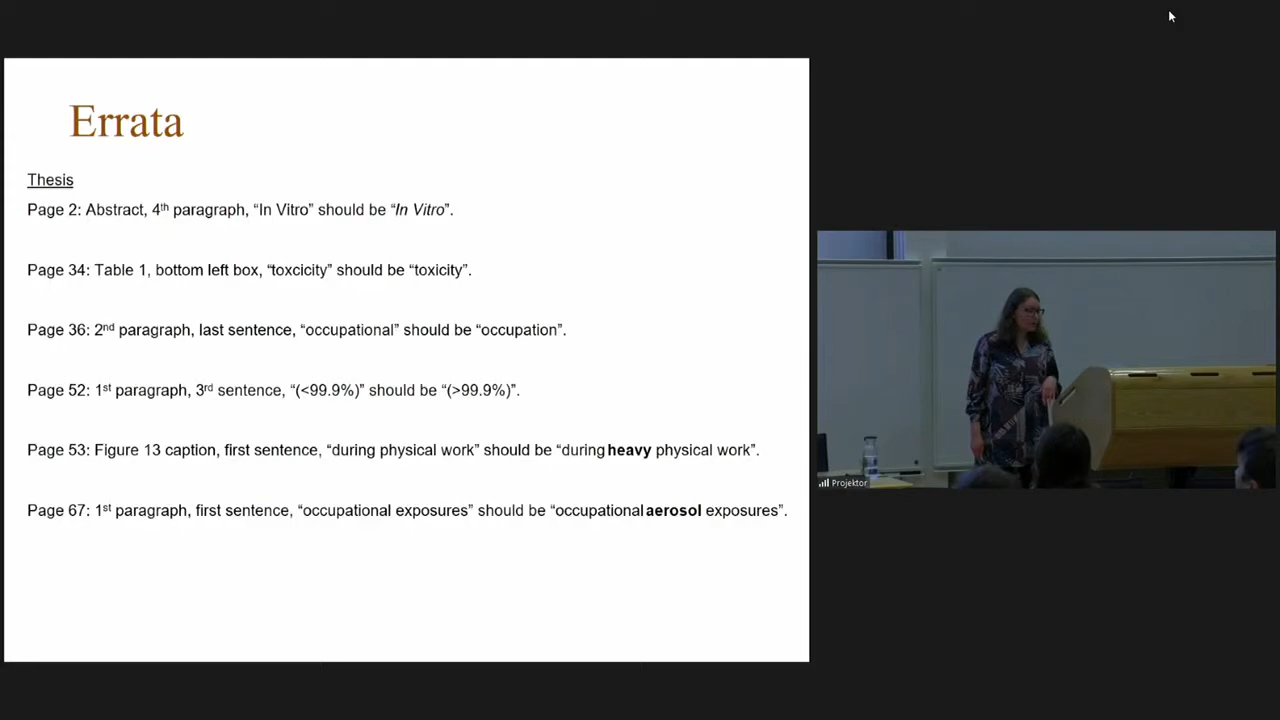 Errata
Thesis
Page 2: Abstract, 4th paragraph, “In Vitro” should be “In Vitro”.
Page 34: Table 1, bottom left box, “toxcicity” should be “toxicity”.
Page 36: 2nd paragraph, last sentence, “occupational” should be “occupation”.
Page 52: 1st paragraph, 3rd sentence, “(<99.9%)” should be “(>99.9%)”.
Page 53: Figure 13 caption, first sentence, “during physical work” should be “during heavy physical work”.
Page 67: 1st paragraph, first sentence, “occupational exposures” should be “occupational aerosol exposures”.
Projektor